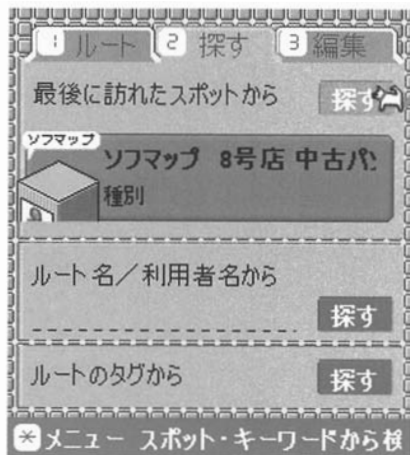 1 ルート 2 探す 3 編集
最後に訪れたスポットから 探す
ソフマップ
ソフマップ 8号店 中古パソ
種別
ルート名／利用者名から
探す
ルートのタグから 探す
*メニュー スポット・キーワードから検